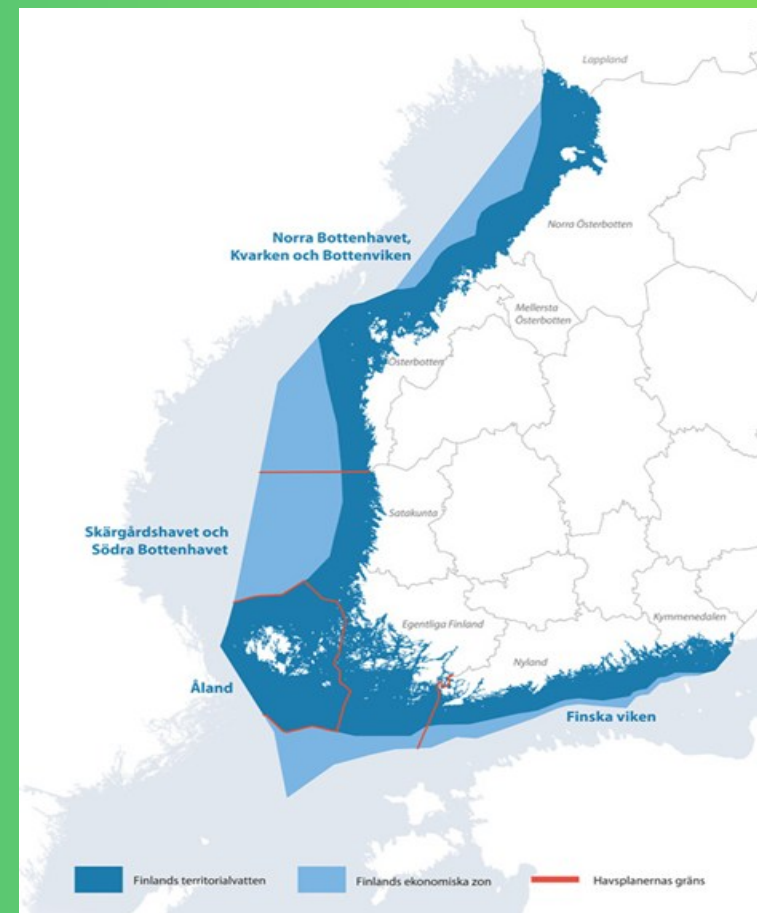 Lappland
Norra Bottenhavet,
Kvarken och Bottenviken
Norra Österbotten
Mellersta
Österbotten
Österbotten
Skärgårdshavet och
Södra Bottenhavet
Satakunta
Egentliga Finland
Kymmenedalen
Nyland
Åland
Finska viken
Finlands territorialvatten
Finlands ekonomiska zon
Havsplanernas gräns